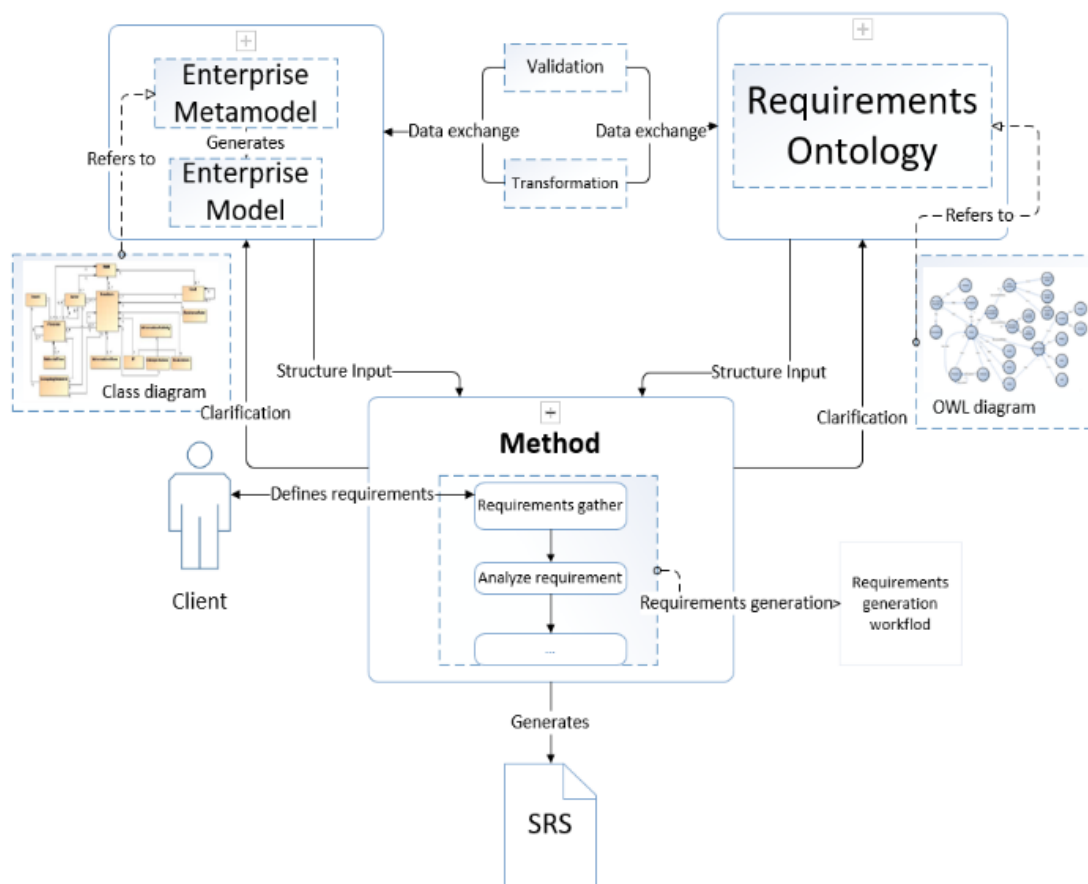 Enterprise
Metamodel
Generates
Enterprise
Model
Refers to
Validation
Data exchange
Data exchange
Transformation
Requirements
Ontology
Refers to
Class diagram
OWL diagram
Structure Input
Structure Input
Clarification
Clarification
Method
Defines requirements
Requirements gather
Analyze requirement
...
Client
Requirements generation
Requirements
generation
workflod
Generates
SRS